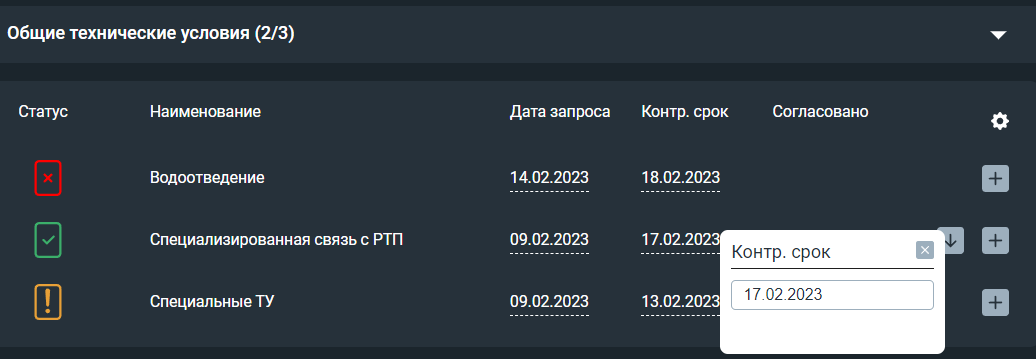 Общие технические условия (2/3)
Статус Наименование Дата запроса Контр. срок Согласовано
Водоотведение 14.02.2023 18.02.2023
Специализированная связь с РТП 09.02.2023 17.02.2023
Контр. срок
17.02.2023
Специальные ТУ 09.02.2023 13.02.2023